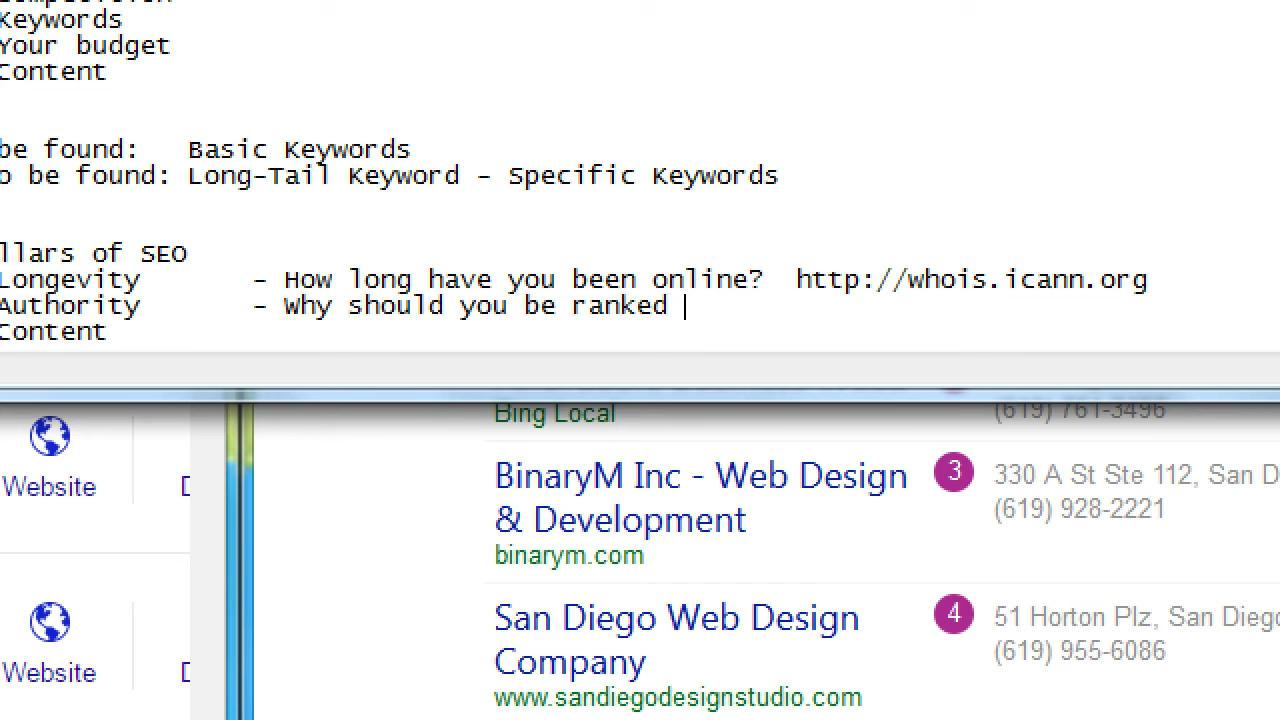 Keywords
Your budget
Content
be found: Basic Keywords
o be found: Long-Tail Keyword - Specific Keywords
llars of SEO
Longevity - How long have you been online? http://whois.icann.org
Authority - Why should you be ranked
Content
Bing Local
(619) 761-3496
BinaryM Inc - Web Design
& Development
binarym.com
3
330 A St Ste 112, San D
(619) 928-2221
Website
D
San Diego Web Design
Company
www.sandiegodesignstudio.com
4
51 Horton Plz, San Diego
(619) 955-6086
Website
D